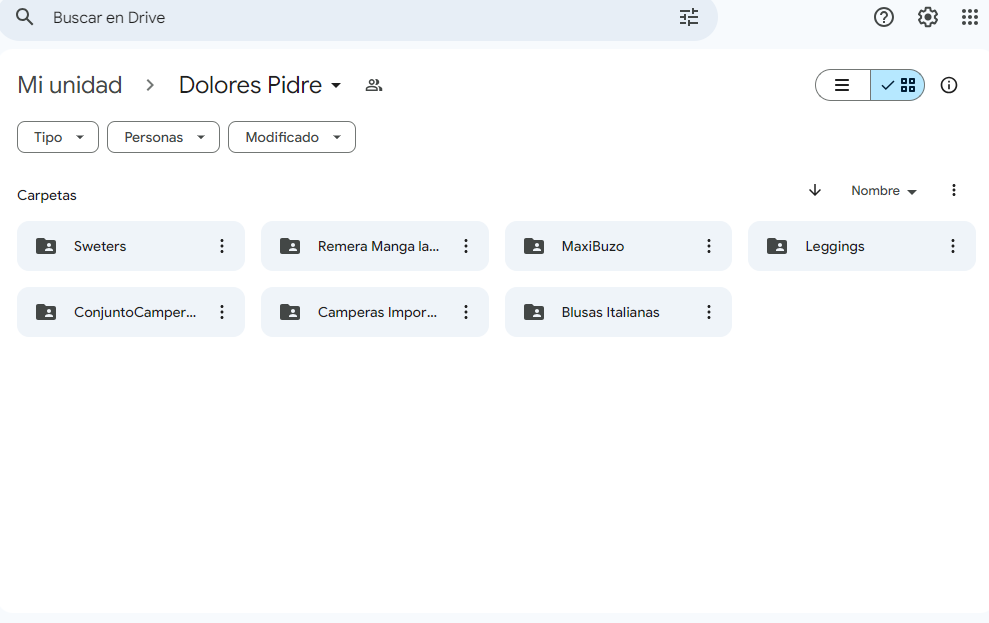 Buscar en Drive
Mi unidad > Dolores Pidre
Tipo Personas Modificado
Carpetas Nombre
Sweters Remera Manga la... MaxiBuzo Leggings
ConjuntoCamper... Camperas Impor... Blusas Italianas